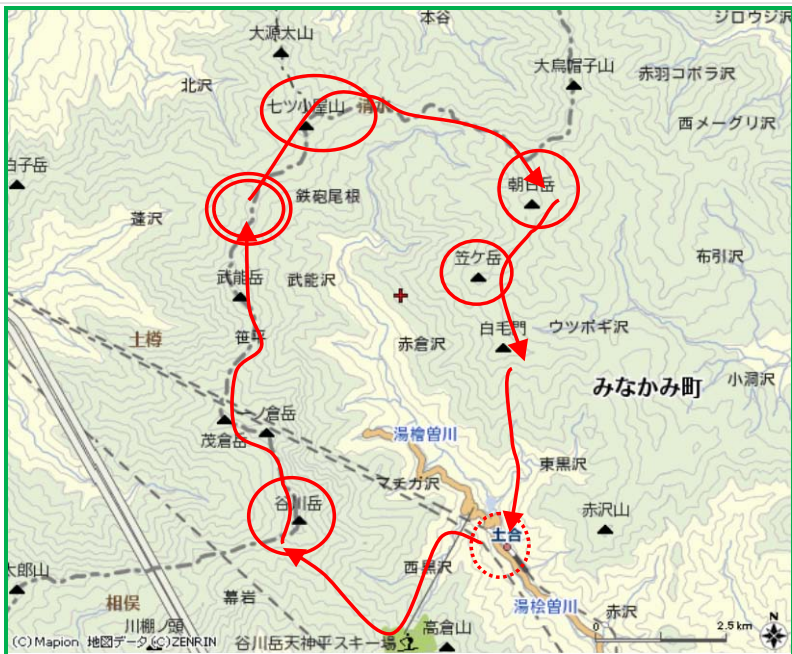 本谷
ジロウジ沢
大源太山
大烏帽子山
赤羽コボラ沢
北沢
七ツ小屋山
清水
西メーグリ沢
白子岳
朝日岳
鉄砲尾根
蓬沢
笠ケ岳
布引沢
武能岳
武能沢
白毛門
ウツボギ沢
笹平
土樽
赤倉沢
みなかみ町
小洞沢
一ノ倉岳
茂倉岳
湯檜曽川
東黒沢
マチガ沢
谷川岳
赤沢山
土合
西黒沢
太郎山
幕岩
相俣
湯桧曽川
赤沢
川棚ノ頭
谷川岳天神平スキー場
高倉山
0
2.5km
N
(C)Mapion 地図データ(C)ZENRIN